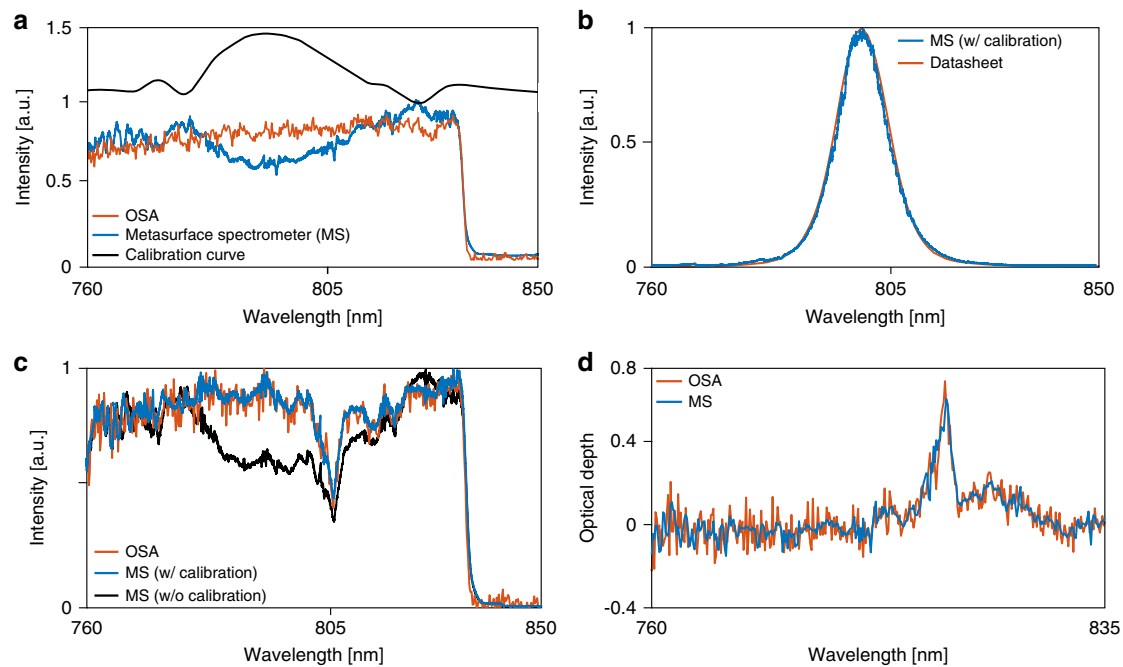 a
1.5
1
0.5
0
Intensity [a.u.]
OSA
Metasurface spectrometer (MS)
Calibration curve
760
805
850
Wavelength [nm]
b
1
0.5
0
Intensity [a.u.]
MS (w/ calibration)
Datasheet
760
805
850
Wavelength [nm]
c
1
0
Intensity [a.u.]
OSA
MS (w/ calibration)
MS (w/o calibration)
760
805
850
Wavelength [nm]
d
0.8
0.4
0
-0.4
Optical depth
OSA
MS
760
835
Wavelength [nm]